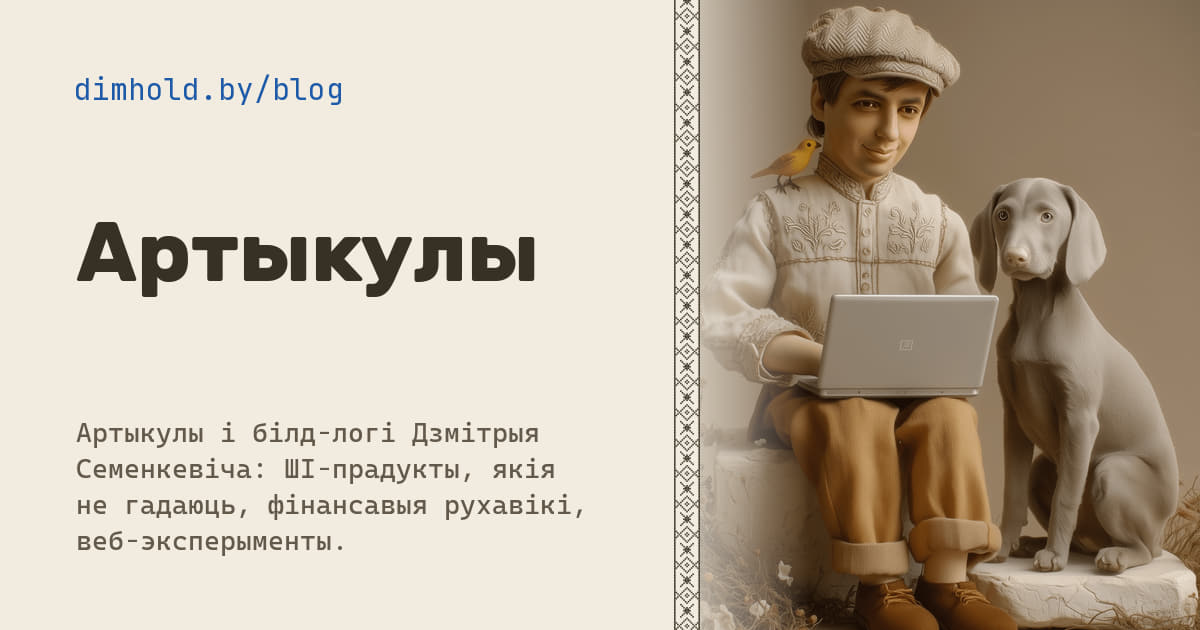 dimhold.by/blog
Артыкулы
Артыкулы і білд-логі Дзмітрыя
Семенкевіча: ШІ-прадукты, якія
не гадаюць, фінансавыя рухавікі,
веб-эксперыменты.